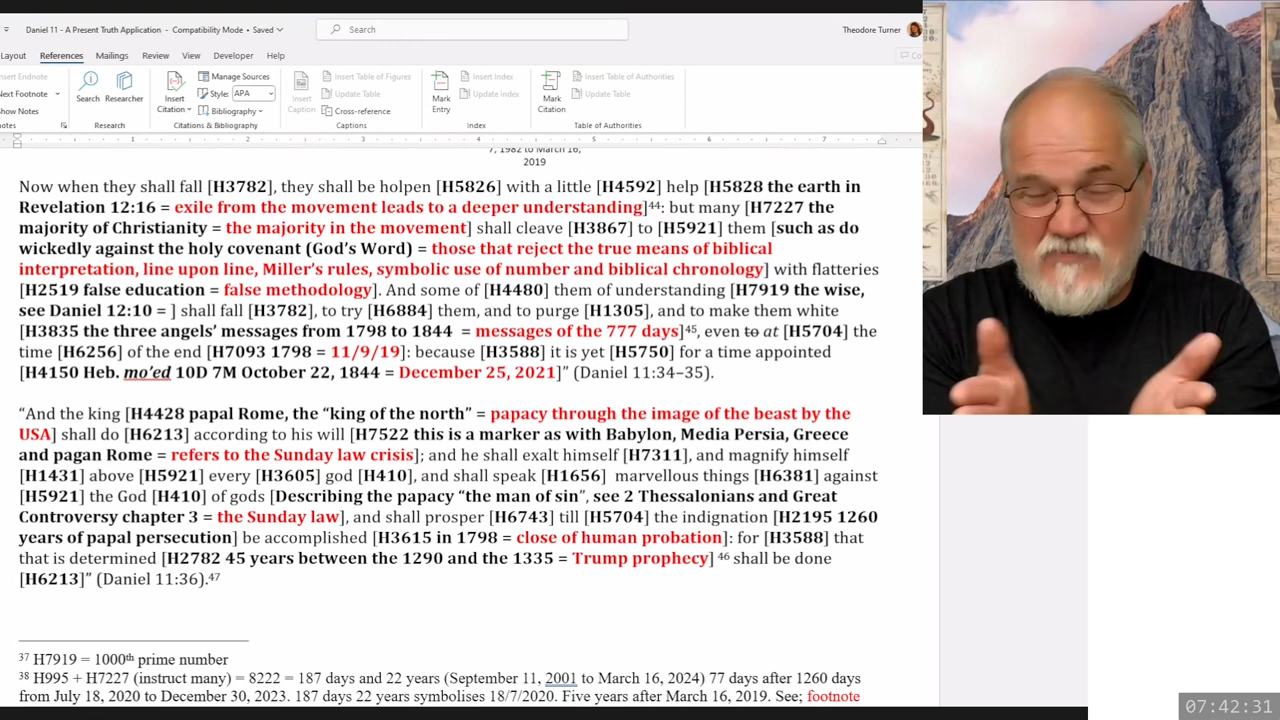 Daniel 11 - A Present Truth Application - Compatibility Mode • Saved
Search
Theodore Turner
Layout References Mailings Review View Developer Help
Insert Endnote
Next Footnote
Show Notes
Search
Researcher
Research
Insert Citation
Manage Sources
Style: APA
Bibliography
Citations & Bibliography
Insert Caption
Insert Table of Figures
Update Table
Cross-reference
Captions
Mark Entry
Insert Index
Update Index
Index
Mark Citation
Insert Table of Authorities
Update Table
Table of Authorities
1 2 3 4 5 6 7
7, 1982 to March 16,
2019
Now when they shall fall [H3782], they shall be holpen [H5826] with a little [H4592] help [H5828 the earth in
Revelation 12:16 = exile from the movement leads to a deeper understanding]44: but many [H7227 the
majority of Christianity = the majority in the movement] shall cleave [H3867] to [H5921] them [such as do
wickedly against the holy covenant (God’s Word) = those that reject the true means of biblical
interpretation, line upon line, Miller’s rules, symbolic use of number and biblical chronology] with flatteries
[H2519 false education = false methodology]. And some of [H4480] them of understanding [H7919 the wise,
see Daniel 12:10 = ] shall fall [H3782], to try [H6884] them, and to purge [H1305], and to make them white
[H3835 the three angels’ messages from 1798 to 1844 = messages of the 777 days]45, even to at [H5704] the
time [H6256] of the end [H7093 1798 = 11/9/19]: because [H3588] it is yet [H5750] for a time appointed
[H4150 Heb. mo’ed 10D 7M October 22, 1844 = December 25, 2021]” (Daniel 11:34–35).
“And the king [H4428 papal Rome, the “king of the north” = papacy through the image of the beast by the
USA] shall do [H6213] according to his will [H7522 this is a marker as with Babylon, Media Persia, Greece
and pagan Rome = refers to the Sunday law crisis]; and he shall exalt himself [H7311], and magnify himself
[H1431] above [H5921] every [H3605] god [H410], and shall speak [H1656] marvellous things [H6381] against
[H5921] the God [H410] of gods [Describing the papacy “the man of sin”, see 2 Thessalonians and Great
Controversy chapter 3 = the Sunday law], and shall prosper [H6743] till [H5704] the indignation [H2195 1260
years of papal persecution] be accomplished [H3615 in 1798 = close of human probation]: for [H3588] that
that is determined [H2782 45 years between the 1290 and the 1335 = Trump prophecy] 46 shall be done
[H6213]” (Daniel 11:36).47
37 H7919 = 1000th prime number
38 H995 + H7227 (instruct many) = 8222 = 187 days and 22 years (September 11, 2001 to March 16, 2024) 77 days after 1260 days
from July 18, 2020 to December 30, 2023. 187 days 22 years symbolises 18/7/2020. Five years after March 16, 2019. See; footnote
07:42:31